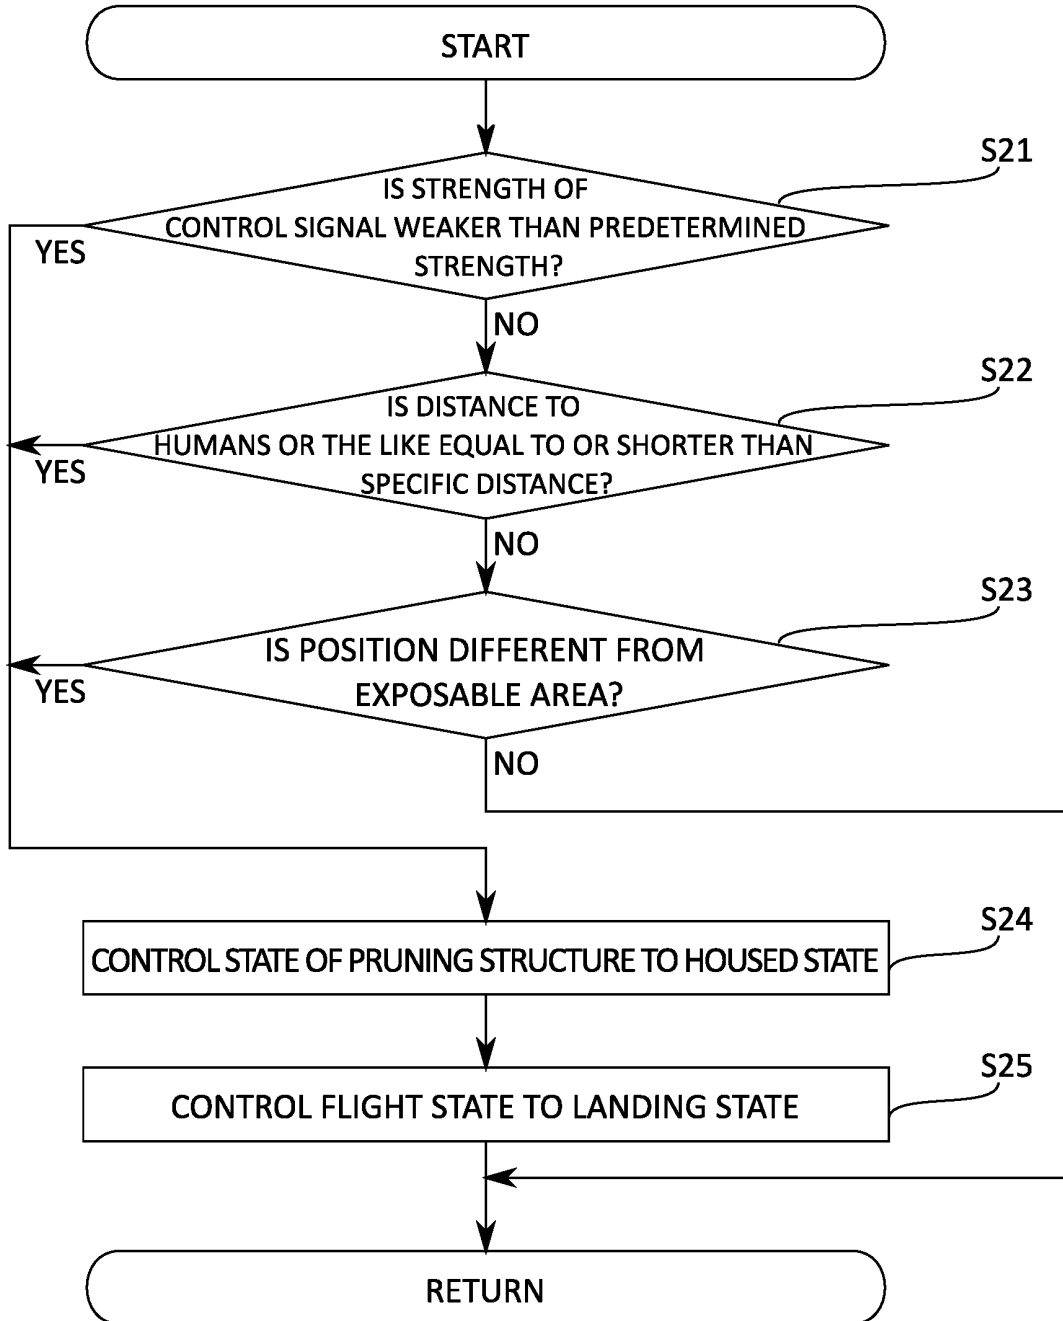 START
S21
IS STRENGTH OF
CONTROL SIGNAL WEAKER THAN PREDETERMINED
STRENGTH?
YES
NO
S22
IS DISTANCE TO
HUMANS OR THE LIKE EQUAL TO OR SHORTER THAN
SPECIFIC DISTANCE?
YES
NO
S23
IS POSITION DIFFERENT FROM
EXPOSABLE AREA?
YES
NO
S24
CONTROL STATE OF PRUNING STRUCTURE TO HOUSED STATE
S25
CONTROL FLIGHT STATE TO LANDING STATE
RETURN